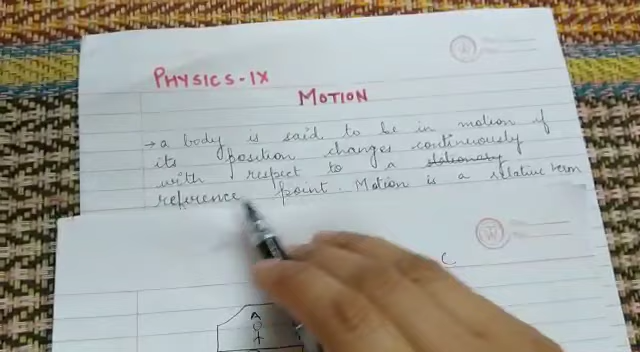 PHYSICS-IX
MOTION
→ a body is said to be in motion if
its position changes continuously
with respect to a stationary
reference point. Motion is a relative term
C
A